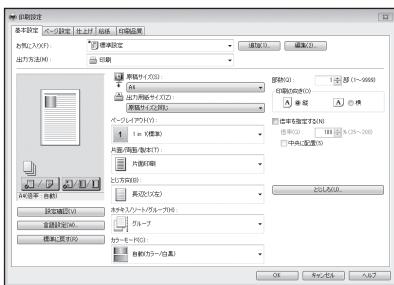 印刷設定
基本設定 ページ設定 仕上げ 給紙 印刷品質
お気に入り(F): 標準設定 追加(1)... 編集(2)...
出力方法(M): 印刷
原稿サイズ(S):
A4
出力用紙サイズ(Z):
原稿サイズと同じ
ページレイアウト(Y):
1 1 in 1(標準)
片面/両面/製本(T):
片面印刷
とじ方向(B):
長辺とじ(左)
ホチキス/ソート/グループ(H):
グループ
カラーモード(C):
自動(カラー/白黒)
部数(Q): 1 部 (1~9999)
印刷の向き(O)
A 縦 A 横
倍率を指定する(N)
倍率(G): 100 % (25~200)
中央に配置(5)
とじしろ(U)...
A4(倍率:自動)
設定確認(V)
言語設定(W)...
標準に戻す(R)
OK キャンセル ヘルプ